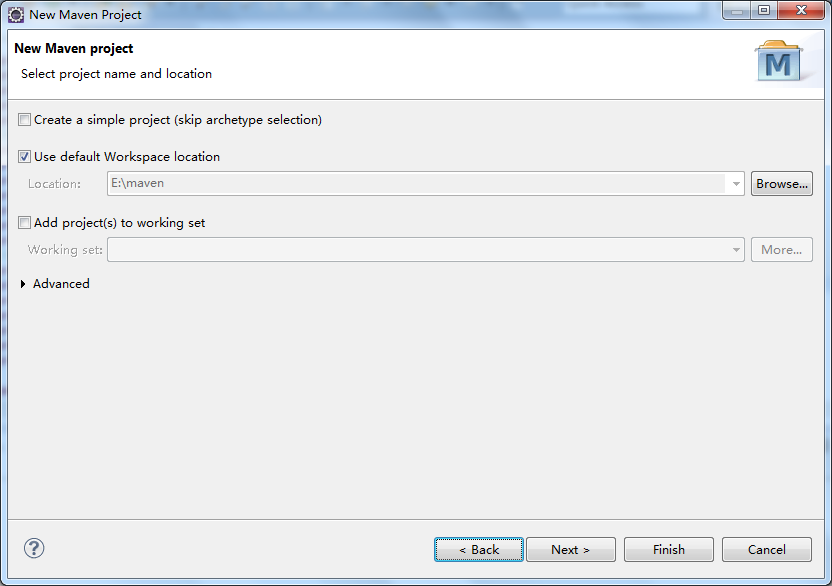 New Maven Project
New Maven project
Select project name and location
M
Create a simple project (skip archetype selection)
Use default Workspace location
Location: E:\maven Browse...
Add project(s) to working set
Working set: More...
Advanced
? < Back Next > Finish Cancel